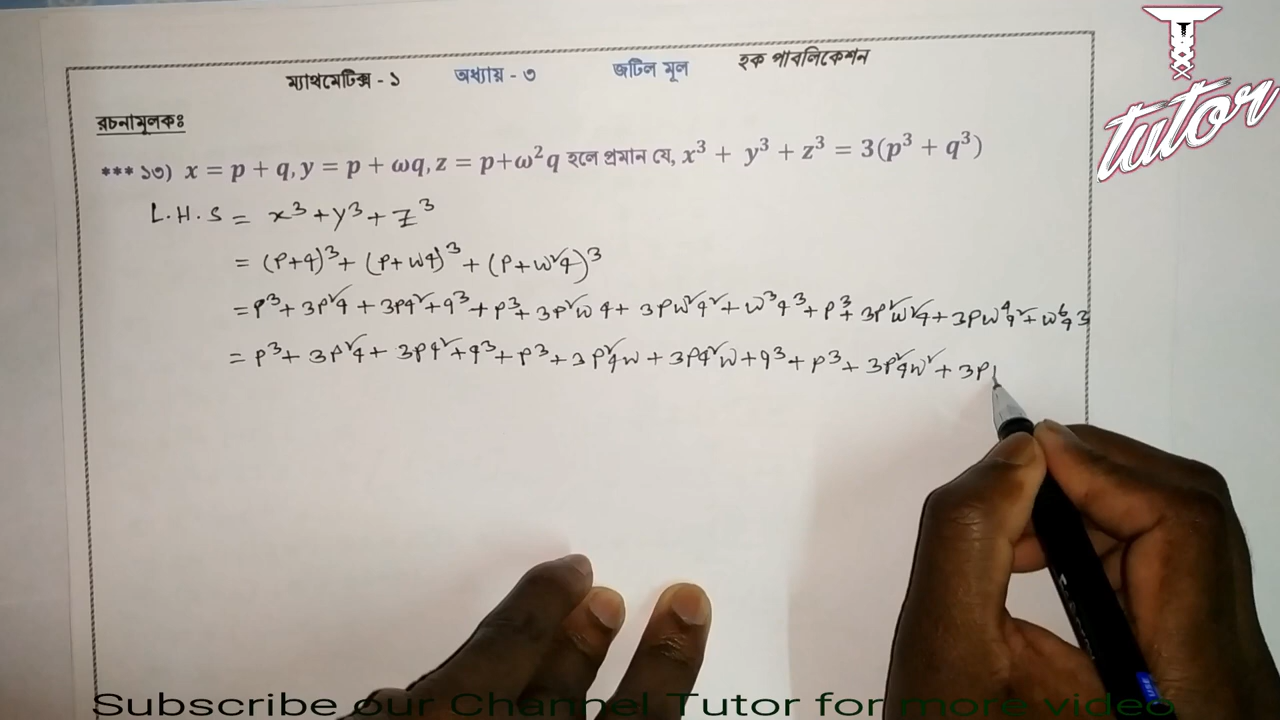 ম্যাথমেটিক্স - ১ অধ্যায় - ৩ জটিল মূল হক পাবলিকেশন
T
tutor
রচনামূলকঃ
*** ১৩) x = p + q, y = p + ωq, z = p+ω²q হলে প্রমান যে, x³ + y³ + z³ = 3(p³ + q³)
L.H.S = x³ + y³ + z³
= (p+q)³ + (p+ωq)³ + (p+ω²q)³
= p³ + 3p²q + 3pq² + q³ + p³ + 3p²ωq + 3pω²q² + ω³q³ + p³ + 3p²ω²q + 3pω⁴q² + ω⁶q³
= p³ + 3p²q + 3pq² + q³ + p³ + 3p²qω + 3pq²ω + q³ + p³ + 3p²qω² + 3p
Subscribe our Channel Tutor for more video